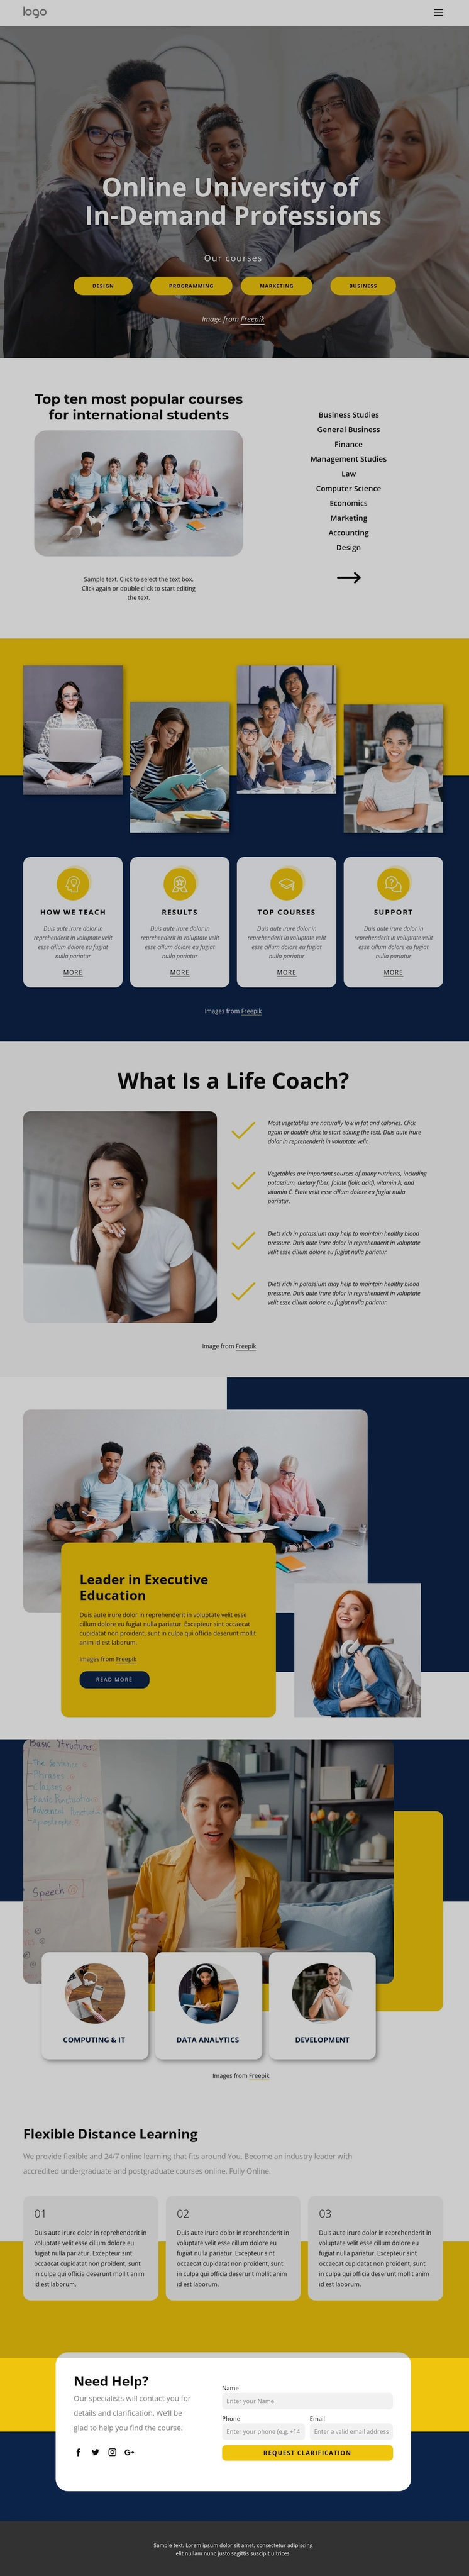 logo
Online University of
In-Demand Professions
Our courses
DESIGN
PROGRAMMING
MARKETING
BUSINESS
Image from Freepik
Top ten most popular courses
for international students
Sample text. Click to select the text box.
Click again or double click to start editing
the text.
Business Studies
General Business
Finance
Management Studies
Law
Computer Science
Economics
Marketing
Accounting
Design
HOW WE TEACH
Duis aute irure dolor in
reprehenderit in voluptate velit
esse cillum dolore eu fugiat
nulla pariatur
MORE
RESULTS
Duis aute irure dolor in
reprehenderit in voluptate velit
esse cillum dolore eu fugiat
nulla pariatur
MORE
TOP COURSES
Duis aute irure dolor in
reprehenderit in voluptate velit
esse cillum dolore eu fugiat
nulla pariatur
MORE
SUPPORT
Duis aute irure dolor in
reprehenderit in voluptate velit
esse cillum dolore eu fugiat
nulla pariatur
MORE
Images from Freepik
What Is a Life Coach?
Most vegetables are naturally low in fat and calories. Click
again or double click to start editing the text. Duis aute irure
dolor in reprehenderit in voluptate velit.
Vegetables are important sources of many nutrients, including
potassium, dietary fiber, folate (folic acid), vitamin A, and
vitamin C. Etate velit esse cillum dolore eu fugiat nulla
pariatur.
Diets rich in potassium may help to maintain healthy blood
pressure. Duis aute irure dolor in reprehenderit in voluptate
velit esse cillum dolore eu fugiat nulla pariatur.
Diets rich in potassium may help to maintain healthy blood
pressure. Duis aute irure dolor in reprehenderit in voluptate
velit esse cillum dolore eu fugiat nulla pariatur.
Image from Freepik
Leader in Executive
Education
Duis aute irure dolor in reprehenderit in voluptate velit esse
cillum dolore eu fugiat nulla pariatur. Excepteur sint occaecat
cupidatat non proident, sunt in culpa qui officia deserunt mollit
anim id est laborum.
Images from Freepik
READ MORE
Basic Structures
Phrases
Clauses
Speech
COMPUTING & IT
DATA ANALYTICS
DEVELOPMENT
Images from Freepik
Flexible Distance Learning
We provide flexible and 24/7 online learning that fits around You. Become an industry leader with
accredited undergraduate and postgraduate courses online. Fully Online.
01
Duis aute irure dolor in reprehenderit in
voluptate velit esse cillum dolore eu
fugiat nulla pariatur. Excepteur sint
occaecat cupidatat non proident, sunt
in culpa qui officia deserunt mollit anim
id est laborum.
02
Duis aute irure dolor in reprehenderit in
voluptate velit esse cillum dolore eu
fugiat nulla pariatur. Excepteur sint
occaecat cupidatat non proident, sunt
in culpa qui officia deserunt mollit anim
id est laborum.
03
Duis aute irure dolor in reprehenderit in
voluptate velit esse cillum dolore eu
fugiat nulla pariatur. Excepteur sint
occaecat cupidatat non proident, sunt
in culpa qui officia deserunt mollit anim
id est laborum.
Need Help?
Our specialists will contact you for
details and clarification. We'll be
glad to help you find the course.
Name
Enter your Name
Phone
Enter your phone (e.g. +14
Email
Enter a valid email address
REQUEST CLARIFICATION
Sample text. Lorem ipsum dolor sit amet, consectetur adipiscing
elit nullam nunc justo sagittis suscipit ultrices.